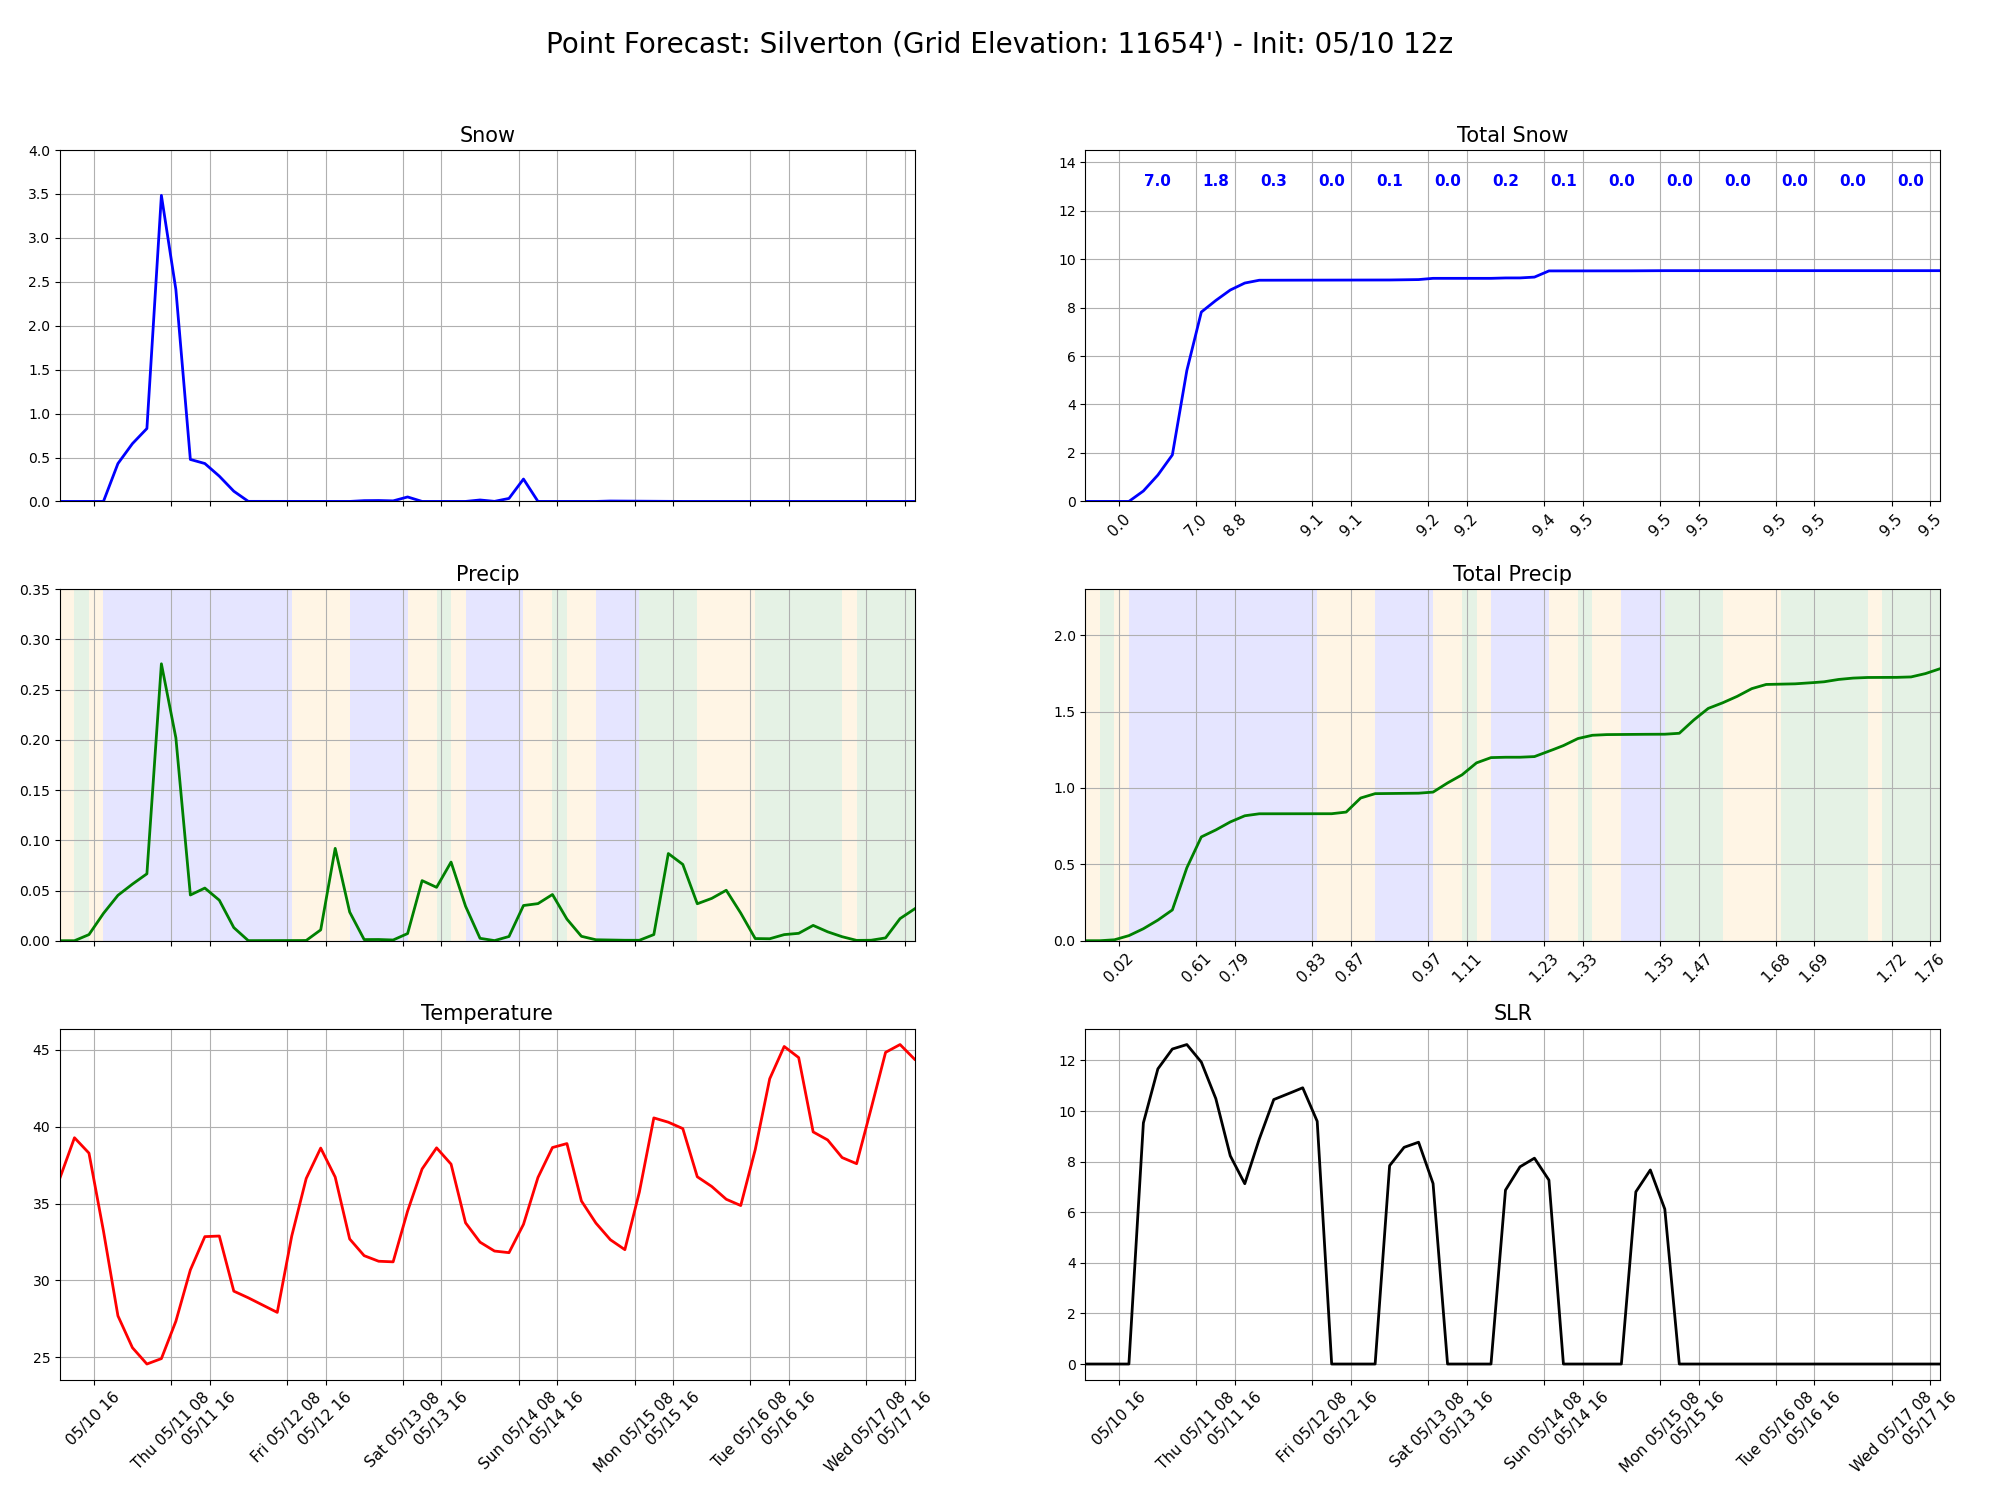 Point Forecast: Silverton (Grid Elevation: 11654') - Init: 05/10 12z
Snow
4.0
3.5
3.0
2.5
2.0
1.5
1.0
0.5
0.0
Total Snow
14
12
10
8
6
4
2
0
7.0 1.8 0.3 0.0 0.1 0.0 0.2 0.1 0.0 0.0 0.0 0.0 0.0 0.0
0.0 7.0 8.8 9.1 9.1 9.2 9.2 9.4 9.5 9.5 9.5 9.5 9.5 9.5 9.5
Precip
0.35
0.30
0.25
0.20
0.15
0.10
0.05
0.00
Total Precip
2.0
1.5
1.0
0.5
0.0
0.02 0.61 0.79 0.83 0.87 0.97 1.11 1.23 1.33 1.35 1.47 1.68 1.69 1.72 1.76
Temperature
45
40
35
30
25
05/10 16
Thu 05/11 08
05/11 16
Fri 05/12 08
05/12 16
Sat 05/13 08
05/13 16
Sun 05/14 08
05/14 16
Mon 05/15 08
05/15 16
Tue 05/16 08
05/16 16
Wed 05/17 08
05/17 16
SLR
12
10
8
6
4
2
0
05/10 16
Thu 05/11 08
05/11 16
Fri 05/12 08
05/12 16
Sat 05/13 08
05/13 16
Sun 05/14 08
05/14 16
Mon 05/15 08
05/15 16
Tue 05/16 08
05/16 16
Wed 05/17 08
05/17 16